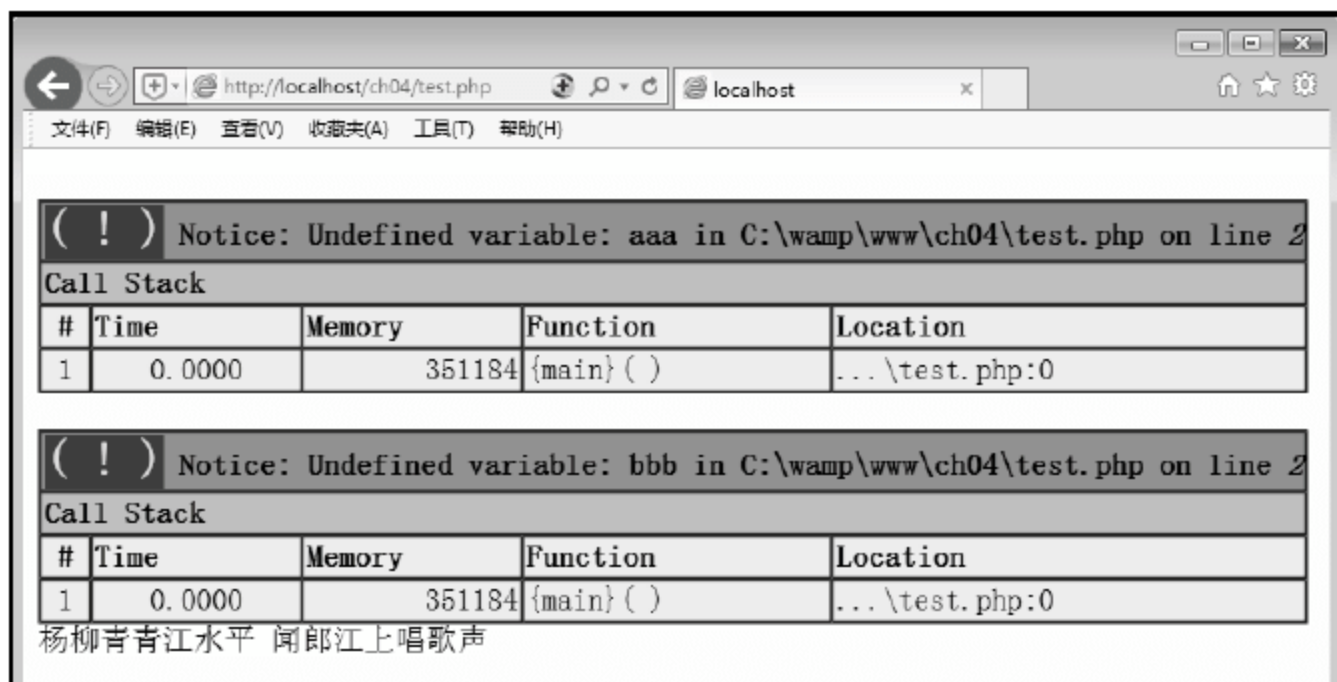 http://localhost/ch04/test.php localhost
文件(F) 编辑(E) 查看(V) 收藏夹(A) 工具(T) 帮助(H)
( ! ) Notice: Undefined variable: aaa in C:\wamp\www\ch04\test.php on line 2
Call Stack
# Time Memory Function Location
1 0.0000 351184 {main}( ) ...\test.php:0
( ! ) Notice: Undefined variable: bbb in C:\wamp\www\ch04\test.php on line 2
Call Stack
# Time Memory Function Location
1 0.0000 351184 {main}( ) ...\test.php:0
杨柳青青江水平 闻郎江上唱歌声